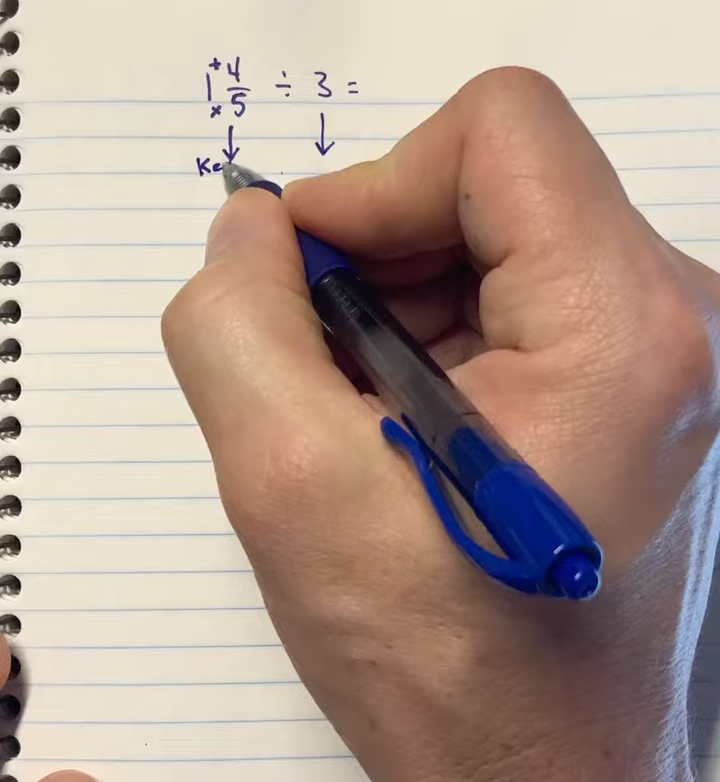 1 4/5 ÷ 3 =
+
×
Ke